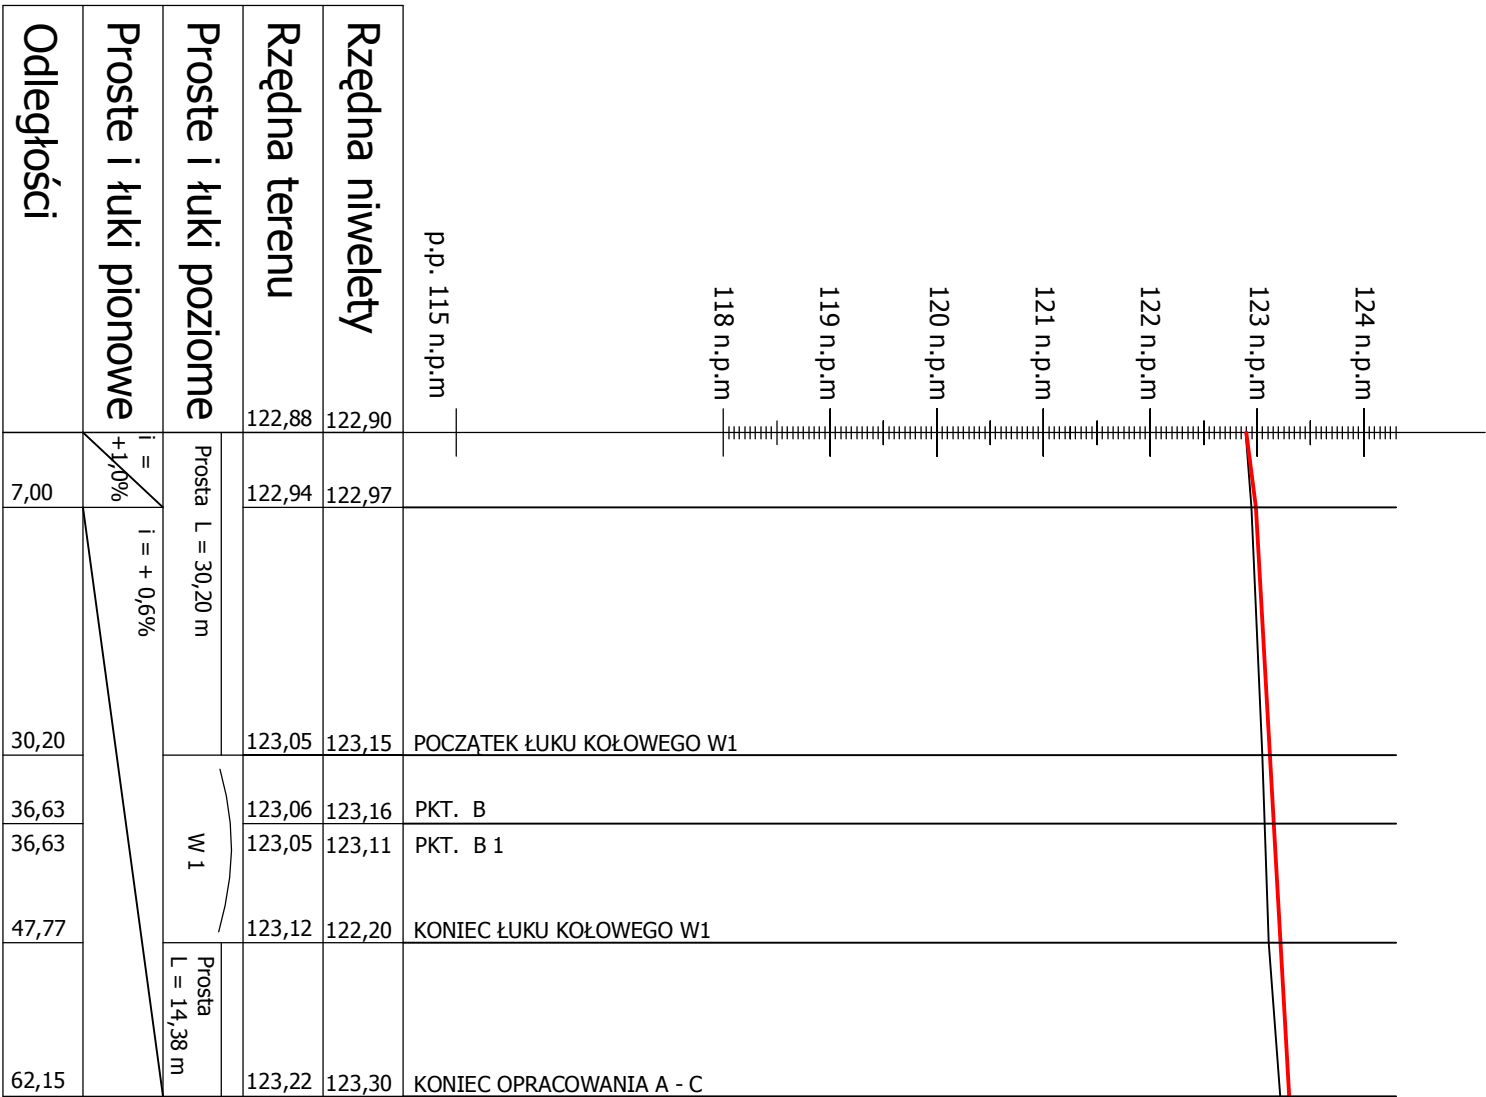 124 n.p.m
123 n.p.m
122 n.p.m
121 n.p.m
120 n.p.m
119 n.p.m
118 n.p.m
p.p. 115 n.p.m
Rzędna niwelety
122,90
122,97
123,15
123,16
123,11
122,20
123,30
Rzędna terenu
122,88
122,94
123,05
123,06
123,05
123,12
123,22
Proste i łuki poziome
Prosta L = 30,20 m
W 1
Prosta
L = 14,38 m
Proste i łuki pionowe
i =
+1,0%
i = + 0,6%
Odległości
7,00
30,20
36,63
36,63
47,77
62,15
POCZĄTEK ŁUKU KOŁOWEGO W1
PKT. B
PKT. B 1
KONIEC ŁUKU KOŁOWEGO W1
KONIEC OPRACOWANIA A - C